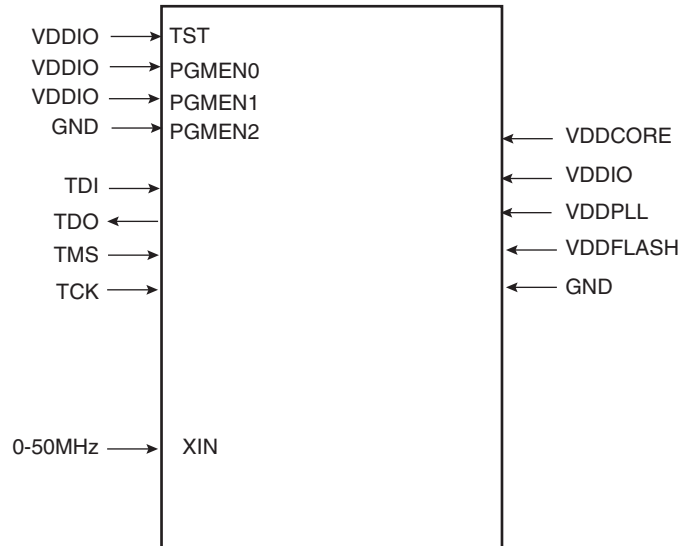 VDDIO TST
VDDIO PGMEN0
VDDIO PGMEN1
GND PGMEN2
VDDCORE
VDDIO
TDI
VDDPLL
TDO
VDDFLASH
TMS
GND
TCK
0-50MHz XIN